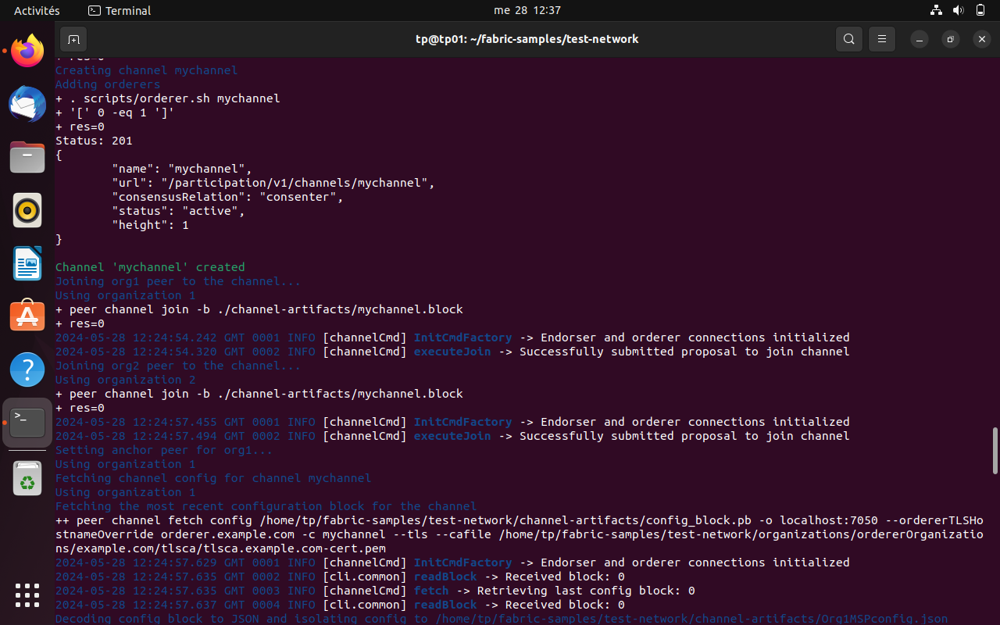 Activités
Terminal
me 28 12:37
tp@tp01: ~/fabric-samples/test-network
+ res=0
Creating channel mychannel
Adding orderers
+ . scripts/orderer.sh mychannel
+ '[' 0 -eq 1 ']'
+ res=0
Status: 201
{
"name": "mychannel",
"url": "/participation/v1/channels/mychannel",
"consensusRelation": "consenter",
"status": "active",
"height": 1
}
Channel 'mychannel' created
Joining org1 peer to the channel...
Using organization 1
+ peer channel join -b ./channel-artifacts/mychannel.block
+ res=0
2024-05-28 12:24:54.242 GMT 0001 INFO [channelCmd] InitCmdFactory -> Endorser and orderer connections initialized
2024-05-28 12:24:54.320 GMT 0002 INFO [channelCmd] executeJoin -> Successfully submitted proposal to join channel
Joining org2 peer to the channel...
Using organization 2
+ peer channel join -b ./channel-artifacts/mychannel.block
+ res=0
2024-05-28 12:24:57.455 GMT 0001 INFO [channelCmd] InitCmdFactory -> Endorser and orderer connections initialized
2024-05-28 12:24:57.494 GMT 0002 INFO [channelCmd] executeJoin -> Successfully submitted proposal to join channel
Setting anchor peer for org1...
Using organization 1
Fetching channel config for channel mychannel
Using organization 1
Fetching the most recent configuration block for the channel
++ peer channel fetch config /home/tp/fabric-samples/test-network/channel-artifacts/config_block.pb -o localhost:7050 --ordererTLSHo
stnameOverride orderer.example.com -c mychannel --tls --cafile /home/tp/fabric-samples/test-network/organizations/ordererOrganizatio
ns/example.com/tlsca/tlsca.example.com-cert.pem
2024-05-28 12:24:57.629 GMT 0001 INFO [channelCmd] InitCmdFactory -> Endorser and orderer connections initialized
2024-05-28 12:24:57.635 GMT 0002 INFO [cli.common] readBlock -> Received block: 0
2024-05-28 12:24:57.635 GMT 0003 INFO [channelCmd] fetch -> Retrieving last config block: 0
2024-05-28 12:24:57.637 GMT 0004 INFO [cli.common] readBlock -> Received block: 0
Decoding config block to JSON and isolating config to /home/tp/fabric-samples/test-network/channel-artifacts/Org1MSPconfig.json